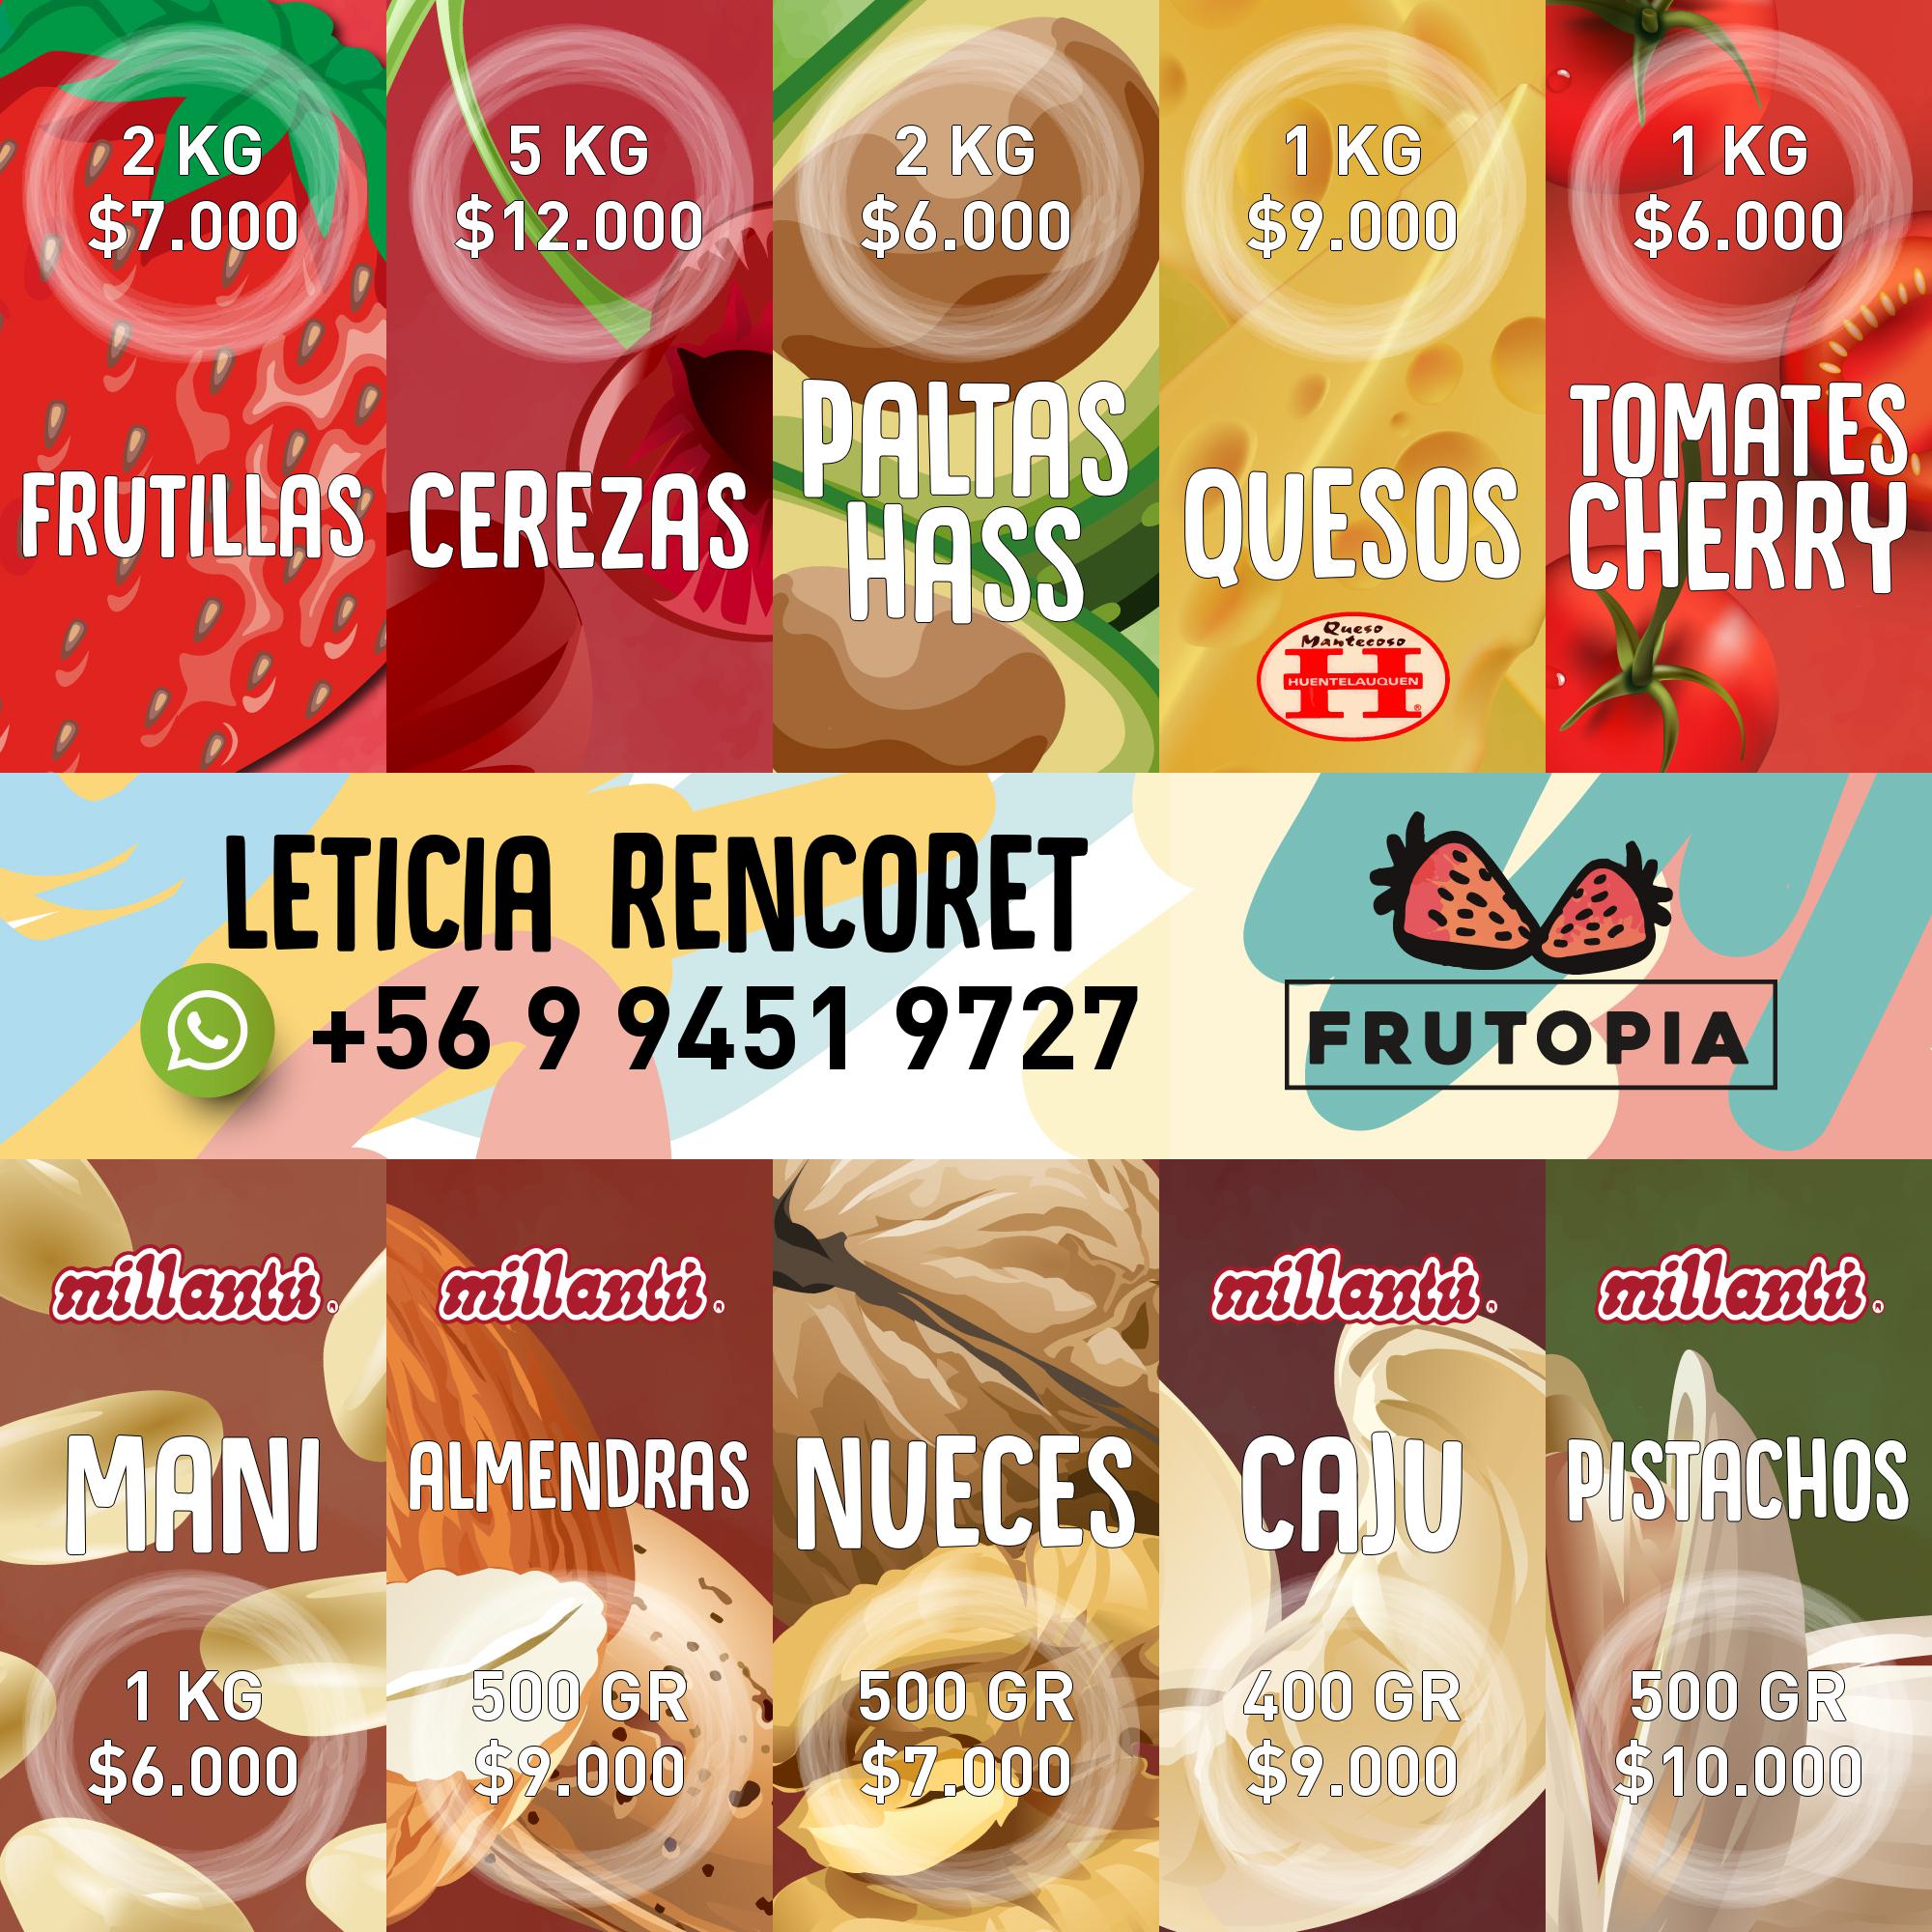 2 KG
$7.000
FRUTILLAS
5 KG
$12.000
CEREZAS
2 KG
$6.000
PALTAS
HASS
1 KG
$9.000
QUESOS
Queso
Mantecoso
H
HUENTELAUQUEN
®
1 KG
$6.000
TOMATES
CHERRY
LETICIA RENCORET
+56 9 9451 9727
FRUTOPIA
millantú®
MANI
1 KG
$6.000
millantú®
ALMENDRAS
500 GR
$9.000
NUECES
500 GR
$7.000
millantú®
CAJU
400 GR
$9.000
millantú®
PISTACHOS
500 GR
$10.000